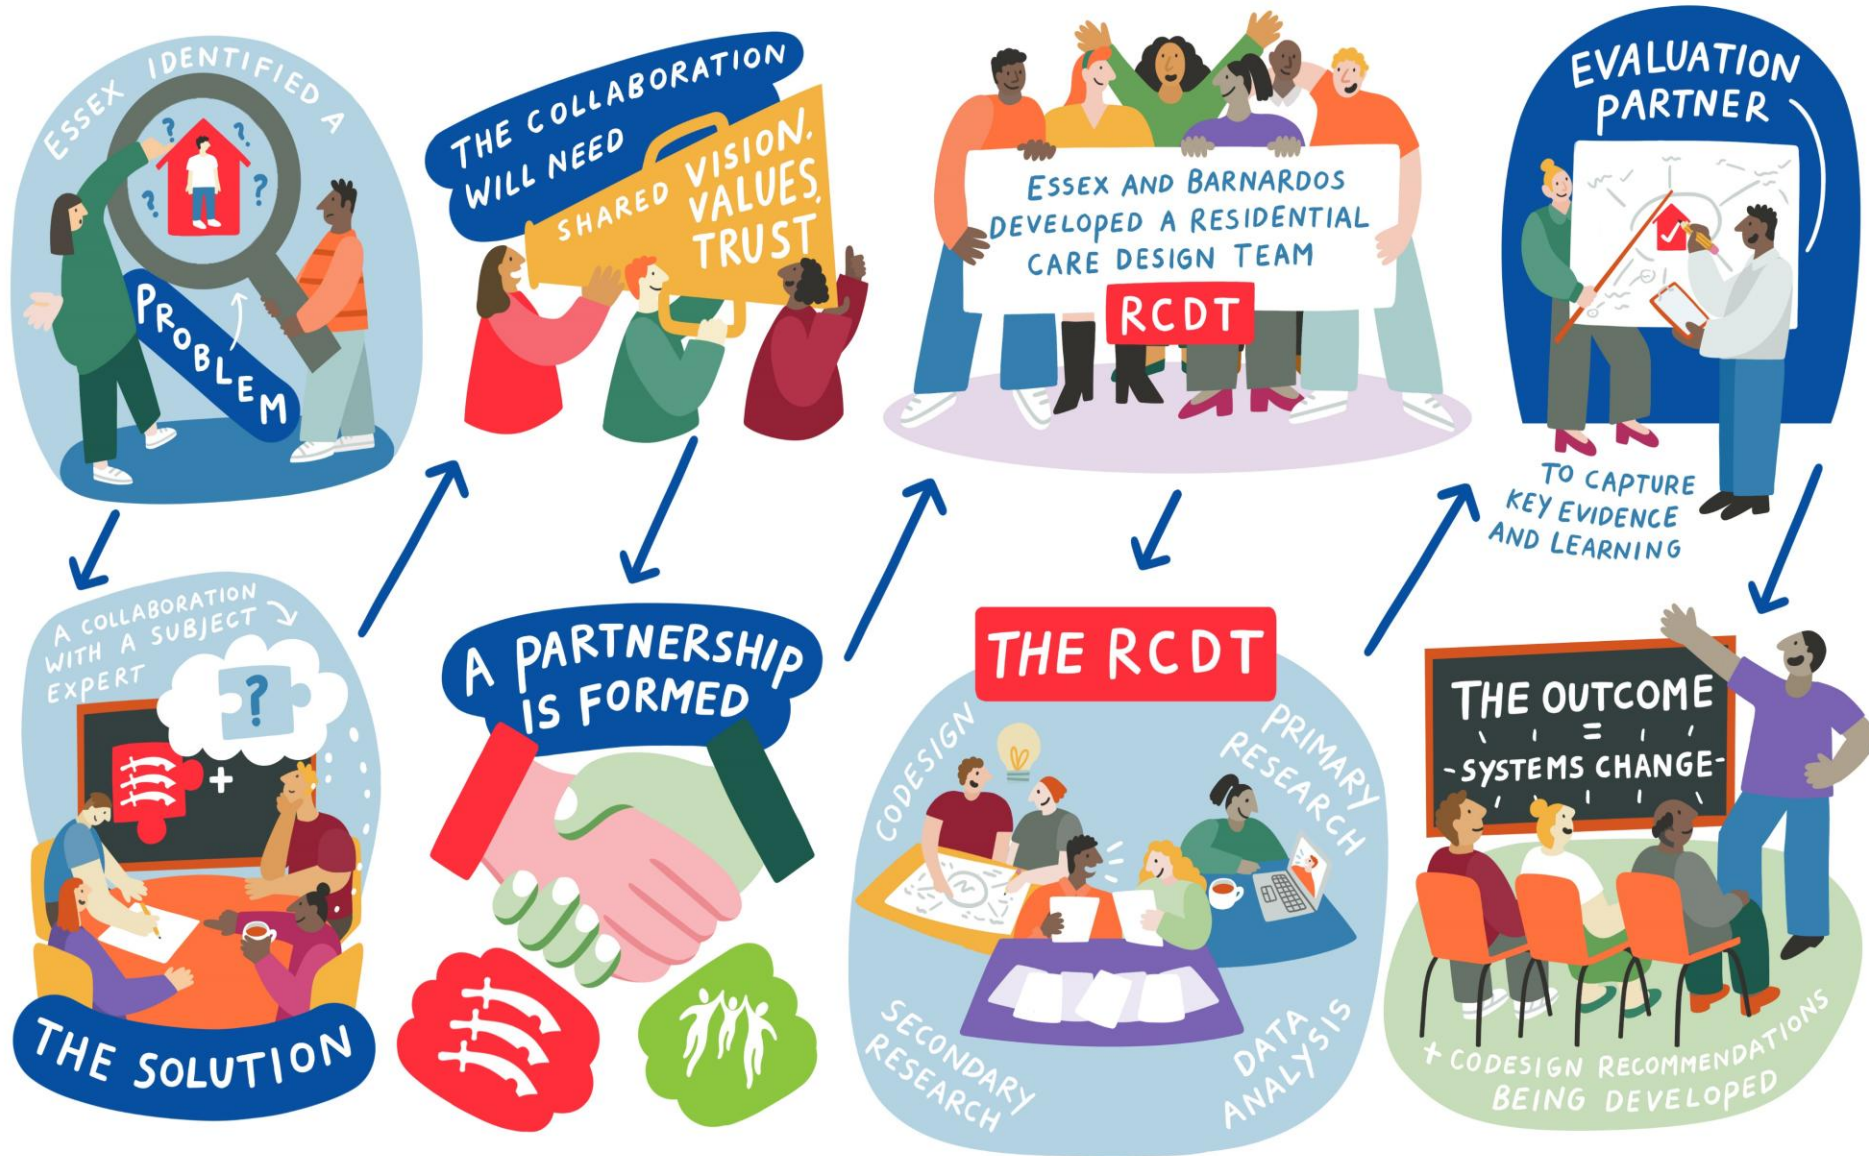 ESSEX IDENTIFIED A
PROBLEM
A COLLABORATION
WITH A SUBJECT
EXPERT
?
+
THE SOLUTION
THE COLLABORATION
WILL NEED
SHARED VISION.
VALUES,
TRUST
A PARTNERSHIP
IS FORMED
ESSEX AND BARNARDOS
DEVELOPED A RESIDENTIAL
CARE DESIGN TEAM
RCDT
THE RCDT
CODESIGN
PRIMARY
RESEARCH
SECONDARY
RESEARCH
DATA
ANALYSIS
EVALUATION
PARTNER
TO CAPTURE
KEY EVIDENCE
AND LEARNING
THE OUTCOME
=
-SYSTEMS CHANGE-
+ CODESIGN RECOMMENDATIONS
BEING DEVELOPED